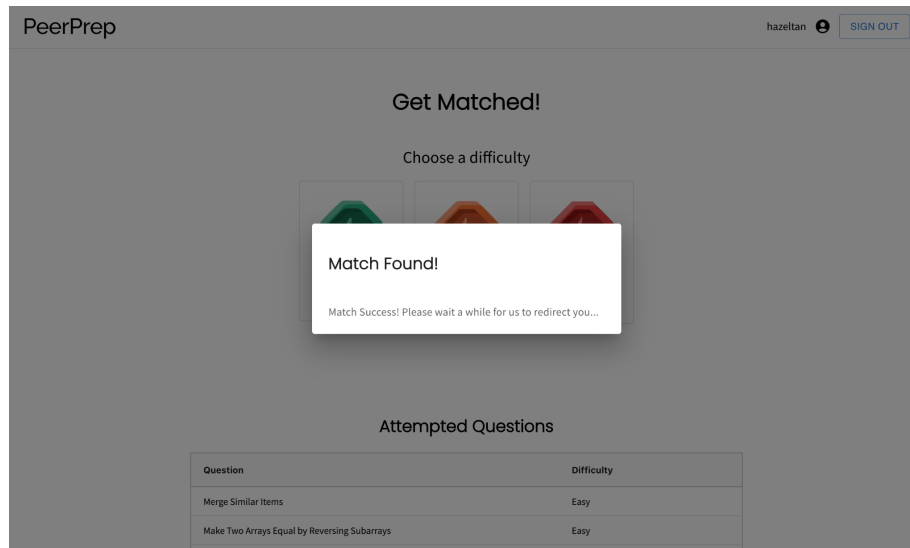 PeerPrep
hazeltan
SIGN OUT
Get Matched!
Choose a difficulty
Match Found!
Match Success! Please wait a while for us to redirect you...
Attempted Questions
Question Difficulty
Merge Similar Items Easy
Make Two Arrays Equal by Reversing Subarrays Easy